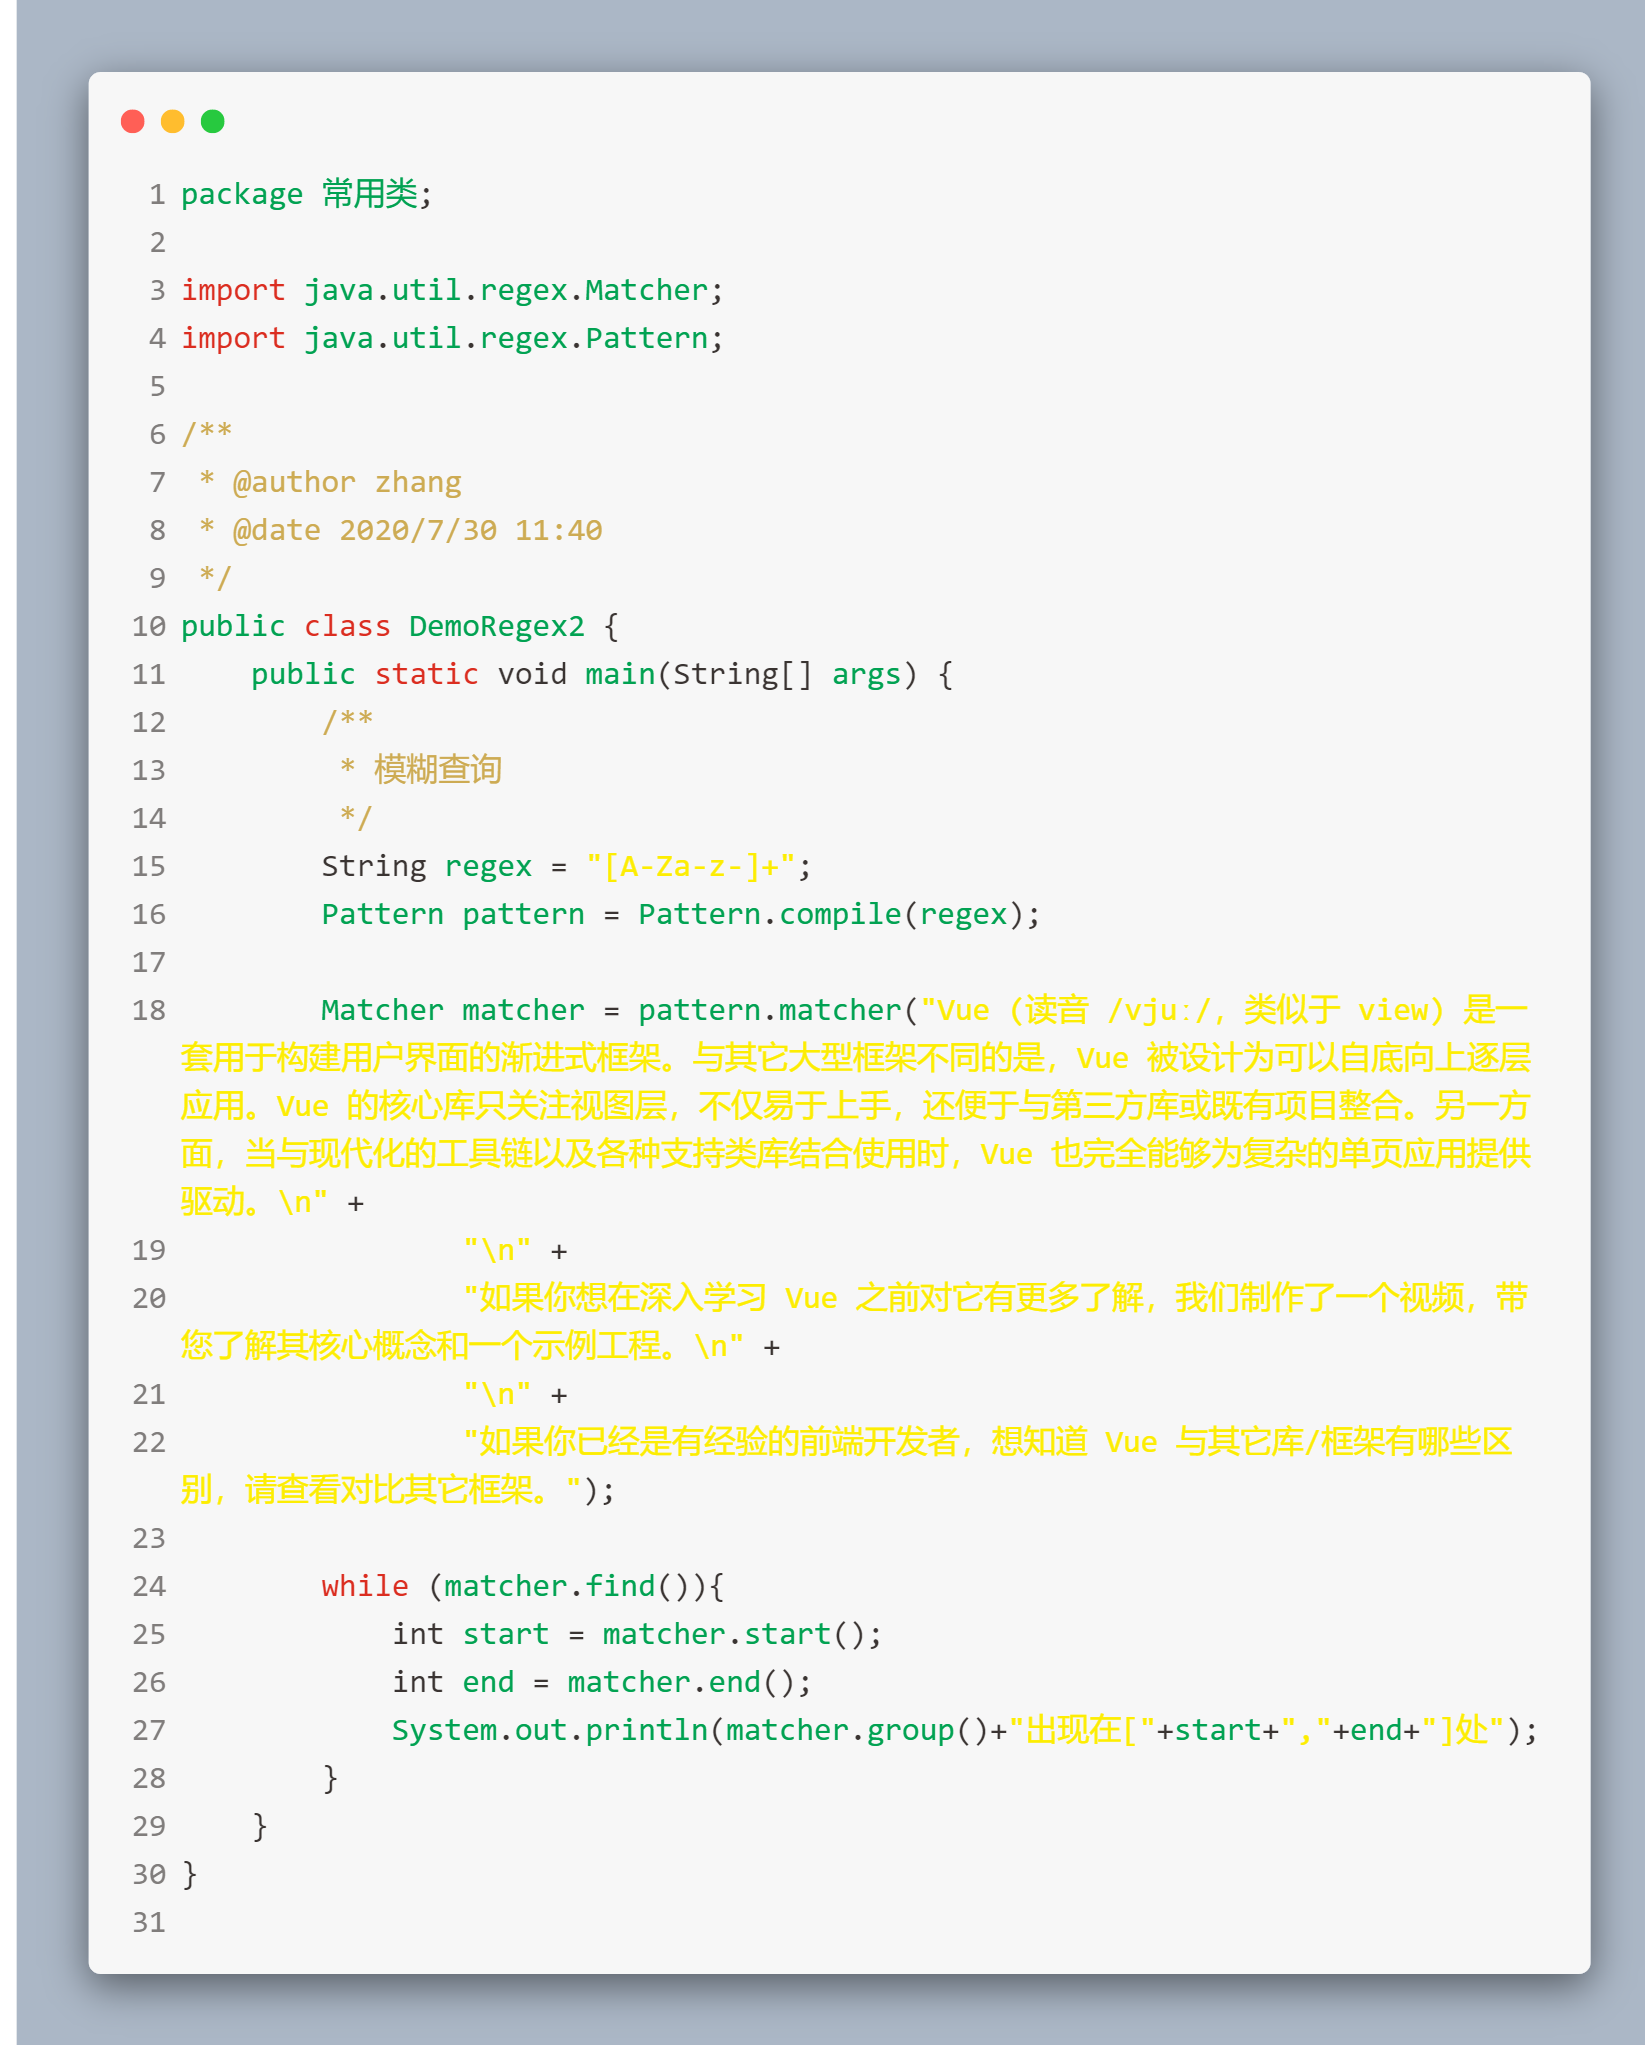 1 package 常用类;
2
3 import java.util.regex.Matcher;
4 import java.util.regex.Pattern;
5
6 /**
7  * @author zhang
8  * @date 2020/7/30 11:40
9  */
10 public class DemoRegex2 {
11     public static void main(String[] args) {
12         /**
13          * 模糊查询
14          */
15         String regex = "[A-Za-z-]+";
16         Pattern pattern = Pattern.compile(regex);
17
18         Matcher matcher = pattern.matcher("Vue (读音 /vjuː/，类似于 view) 是一
套用于构建用户界面的渐进式框架。与其它大型框架不同的是，Vue 被设计为可以自底向上逐层
应用。Vue 的核心库只关注视图层，不仅易于上手，还便于与第三方库或既有项目整合。另一方
面，当与现代化的工具链以及各种支持类库结合使用时，Vue 也完全能够为复杂的单页应用提供
驱动。\n" +
19                 "\n" +
20                 "如果你想在深入学习 Vue 之前对它有更多了解，我们制作了一个视频，带
您了解其核心概念和一个示例工程。\n" +
21                 "\n" +
22                 "如果你已经是有经验的前端开发者，想知道 Vue 与其它库/框架有哪些区
别，请查看对比其它框架。");
23
24         while (matcher.find()){
25             int start = matcher.start();
26             int end = matcher.end();
27             System.out.println(matcher.group()+"出现在["+start+","+end+"]处");
28         }
29     }
30 }
31